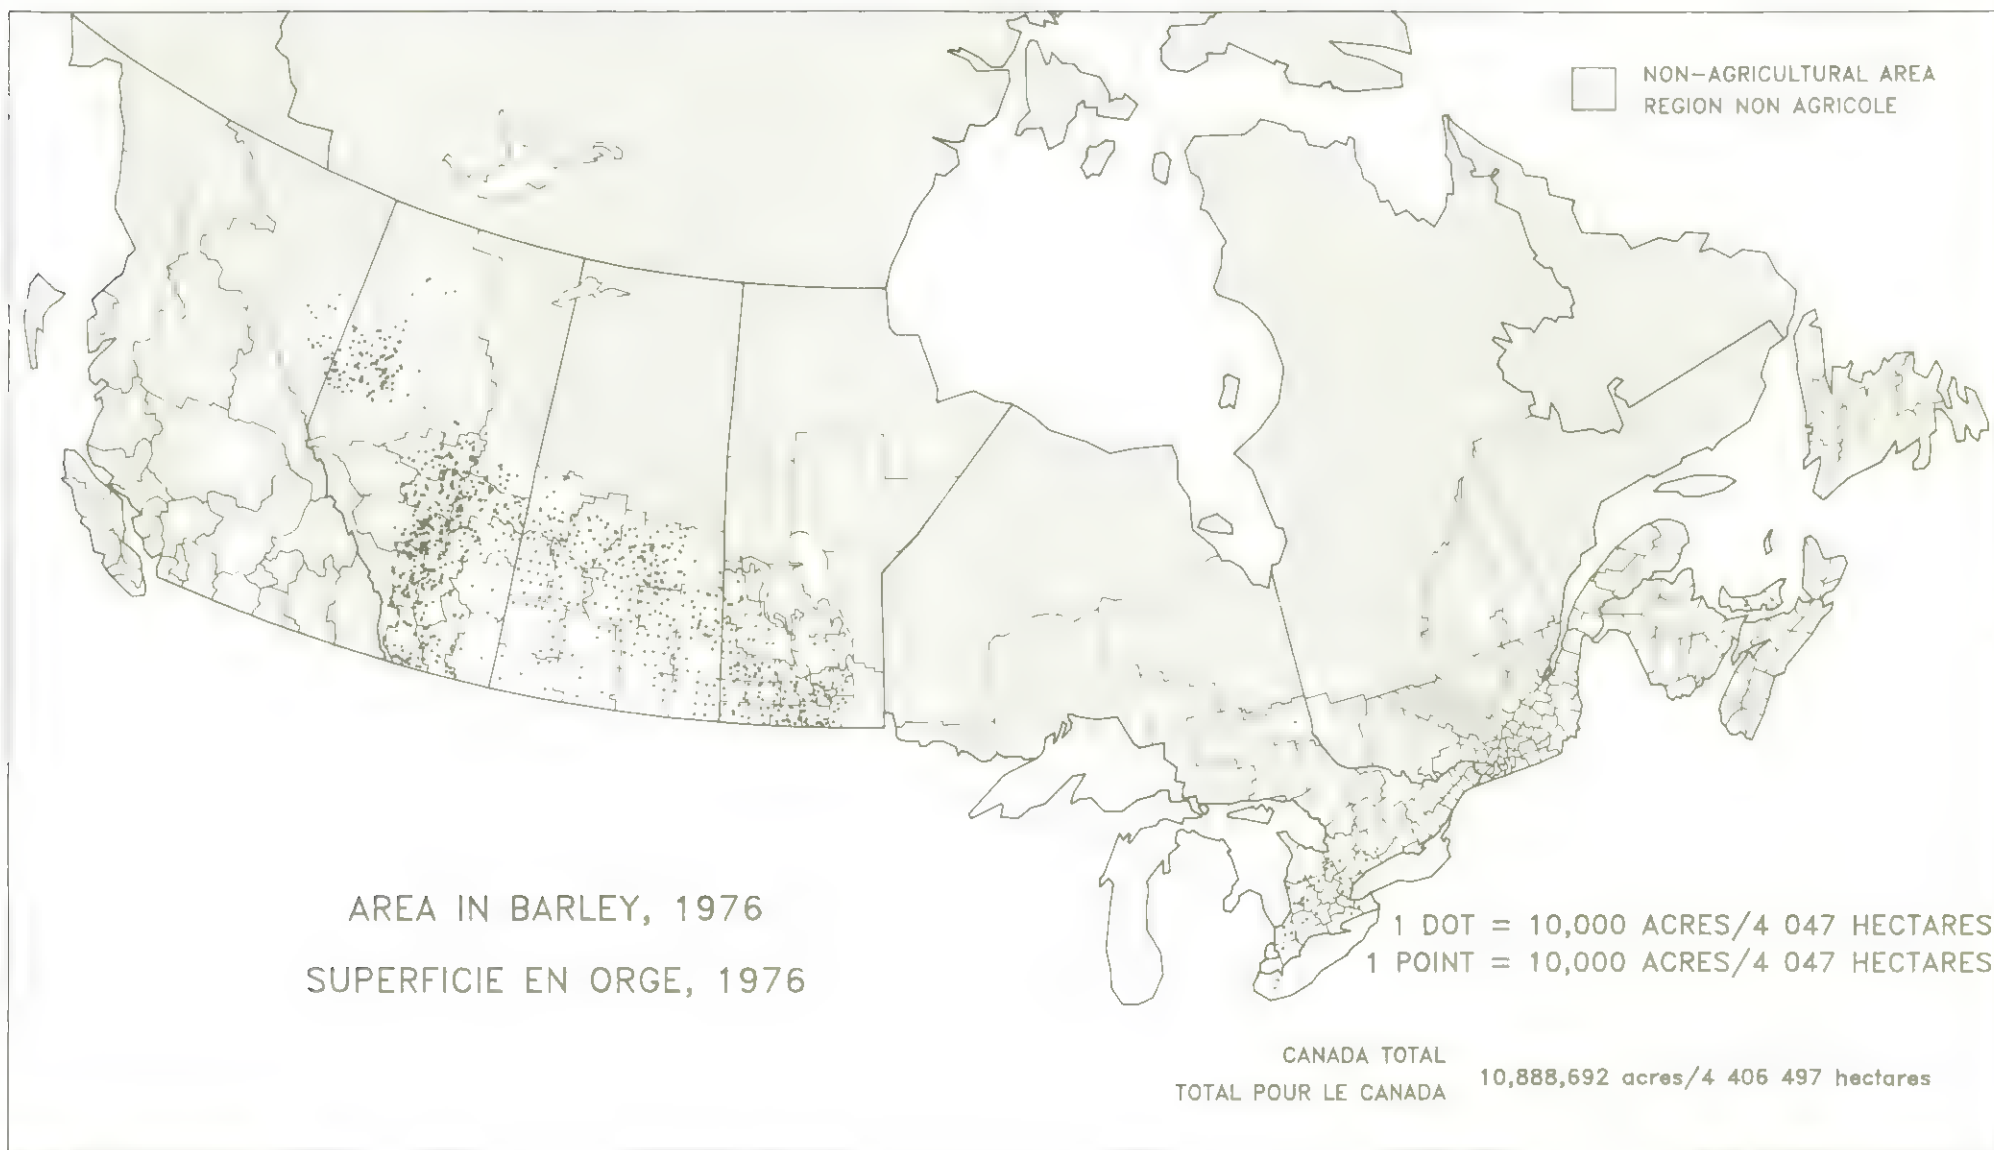 NON-AGRICULTURAL AREA
REGION NON AGRICOLE
AREA IN BARLEY, 1976
SUPERFICIE EN ORGE, 1976
1 DOT = 10,000 ACRES/4 047 HECTARES
1 POINT = 10,000 ACRES/4 047 HECTARES
CANADA TOTAL
TOTAL POUR LE CANADA
10,888,692 acres/4 406 497 hectares